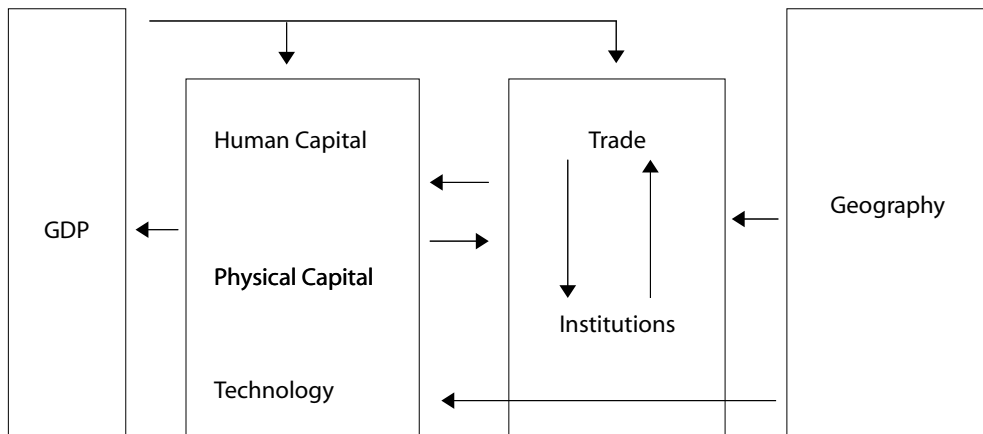 Human Capital
Trade
Geography
GDP
Physical Capital
Institutions
Technology